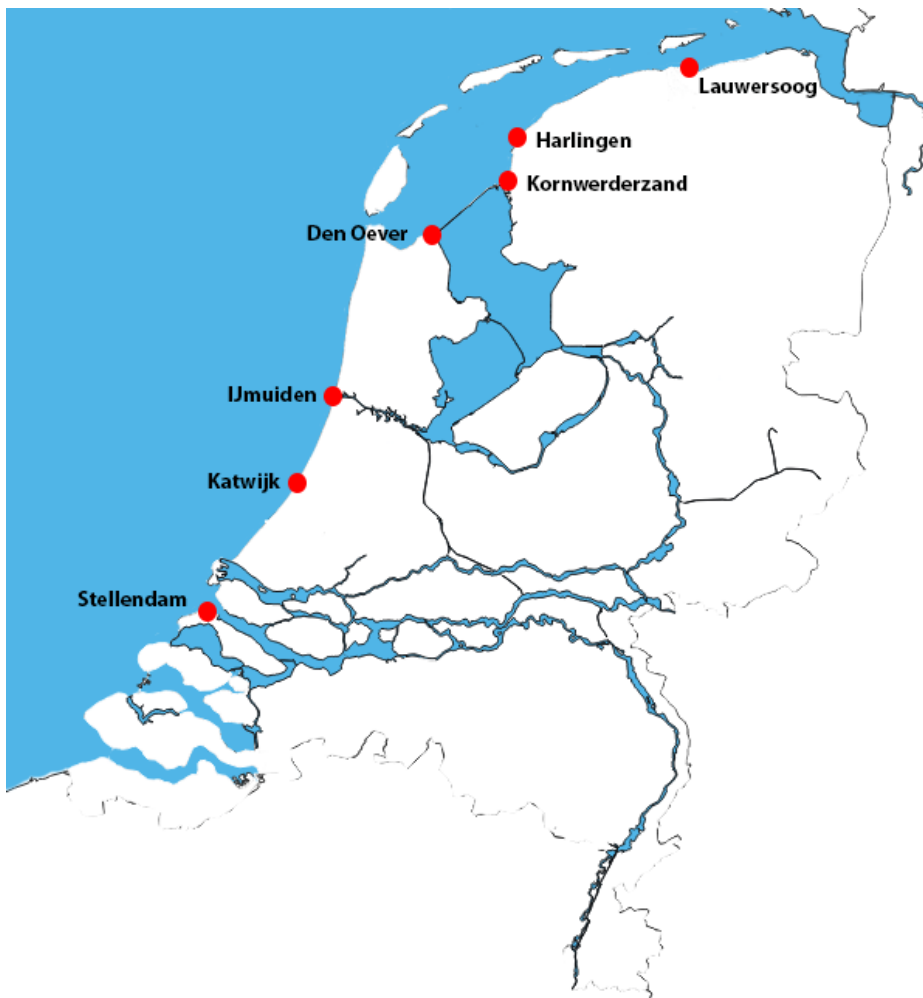 Lauwersoog
Harlingen
Kornwerderzand
Den Oever
IJmuiden
Katwijk
Stellendam